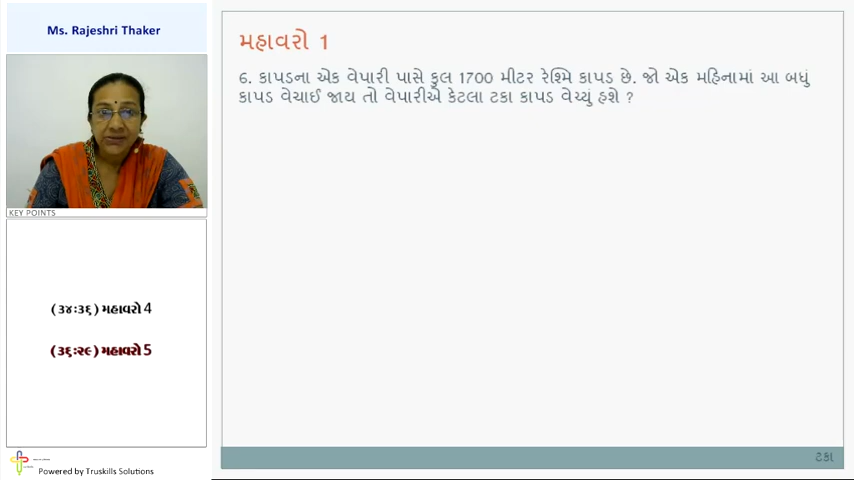 Ms. Rajeshri Thaker
મહાવરો 1
6. કાપડના એક વેપારી પાસે કુલ 1700 મીટર રેશ્મિ કાપડ છે. જો એક મહિનામાં આ બધું
કાપડ વેચાઈ જાય તો વેપારીએ કેટલા ટકા કાપડ વેચ્યું હશે ?
KEY POINTS
(૩૪:૩૬) મહાવરો 4
(૩૬:૨૯) મહાવરો 5
ટકા
Powered by Truskills Solutions